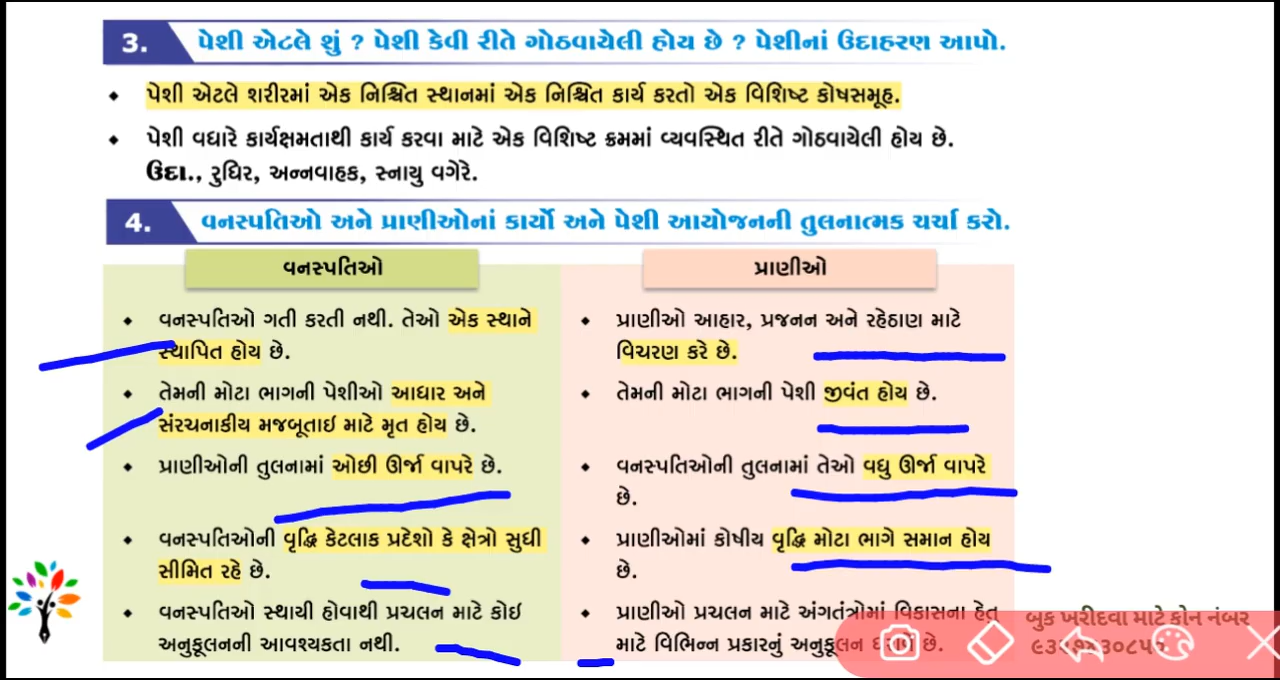 3. પેશી એટલે શું ? પેશી કેવી રીતે ગોઠવાયેલી હોય છે ? પેશીનાં ઉદાહરણ આપો.
પેશી એટલે શરીરમાં એક નિશ્ચિત સ્થાનમાં એક નિશ્ચિત કાર્ય કરતો એક વિશિષ્ટ કોષસમૂહ.
પેશી વધારે કાર્યક્ષમતાથી કાર્ય કરવા માટે એક વિશિષ્ટ ક્રમમાં વ્યવસ્થિત રીતે ગોઠવાયેલી હોય છે.
ઉદા., રુધિર, અન્નવાહક, સ્નાયુ વગેરે.
4. વનસ્પતિઓ અને પ્રાણીઓનાં કાર્યો અને પેશી આયોજનની તુલનાત્મક ચર્ચા કરો.
વનસ્પતિઓ
વનસ્પતિઓ ગતી કરતી નથી. તેઓ એક સ્થાને
સ્થાપિત હોય છે.
તેમની મોટા ભાગની પેશીઓ આધાર અને
સંરચનાકીય મજબૂતાઇ માટે મૃત હોય છે.
પ્રાણીઓની તુલનામાં ઓછી ઊર્જા વાપરે છે.
વનસ્પતિઓની વૃદ્ધિ કેટલાક પ્રદેશો કે ક્ષેત્રો સુધી
સીમિત રહે છે.
વનસ્પતિઓ સ્થાયી હોવાથી પ્રચલન માટે કોઇ
અનુકૂલનની આવશ્યકતા નથી.
પ્રાણીઓ
પ્રાણીઓ આહાર, પ્રજનન અને રહેઠાણ માટે
વિચરણ કરે છે.
તેમની મોટા ભાગની પેશી જીવંત હોય છે.
વનસ્પતિઓની તુલનામાં તેઓ વધુ ઊર્જા વાપરે
છે.
પ્રાણીઓમાં કોષીય વૃદ્ધિ મોટા ભાગે સમાન હોય
છે.
પ્રાણીઓ પ્રચલન માટે અંગતંત્રોમાં વિકાસના હેતુ
માટે વિભિન્ન પ્રકારનું અનુકૂલન ધરાવે છે.
બુક ખરીદવા માટે ફોન નંબર